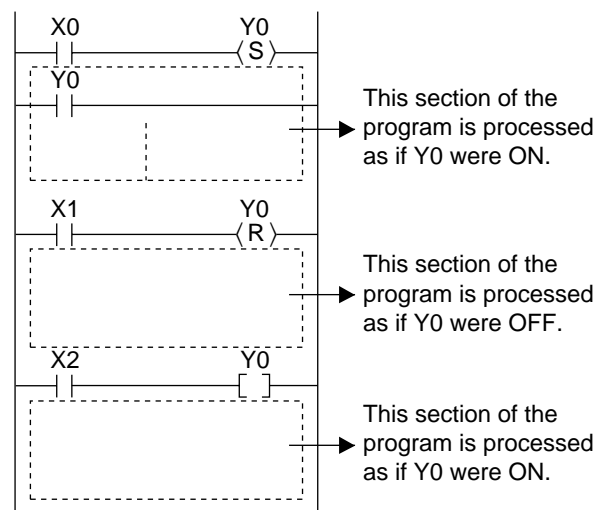 X0 Y0
S
Y0
This section of the
program is processed
as if Y0 were ON.
X1 Y0
R
This section of the
program is processed
as if Y0 were OFF.
X2 Y0
This section of the
program is processed
as if Y0 were ON.